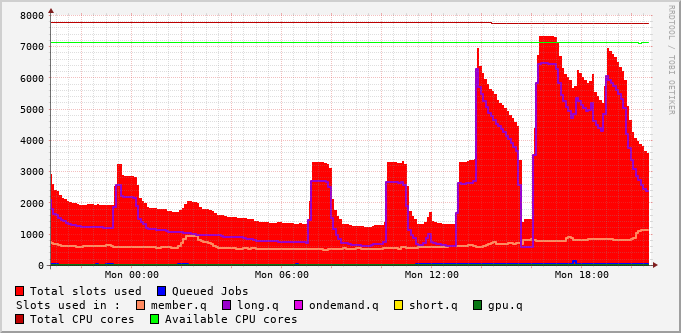 8000
7000
6000
5000
4000
3000
2000
1000
0
Mon 00:00 Mon 06:00 Mon 12:00 Mon 18:00
RRDTOOL / TOBI OETIKER
Total slots used Queued Jobs
Slots used in : member.q long.q ondemand.q short.q gpu.q
Total CPU cores Available CPU cores